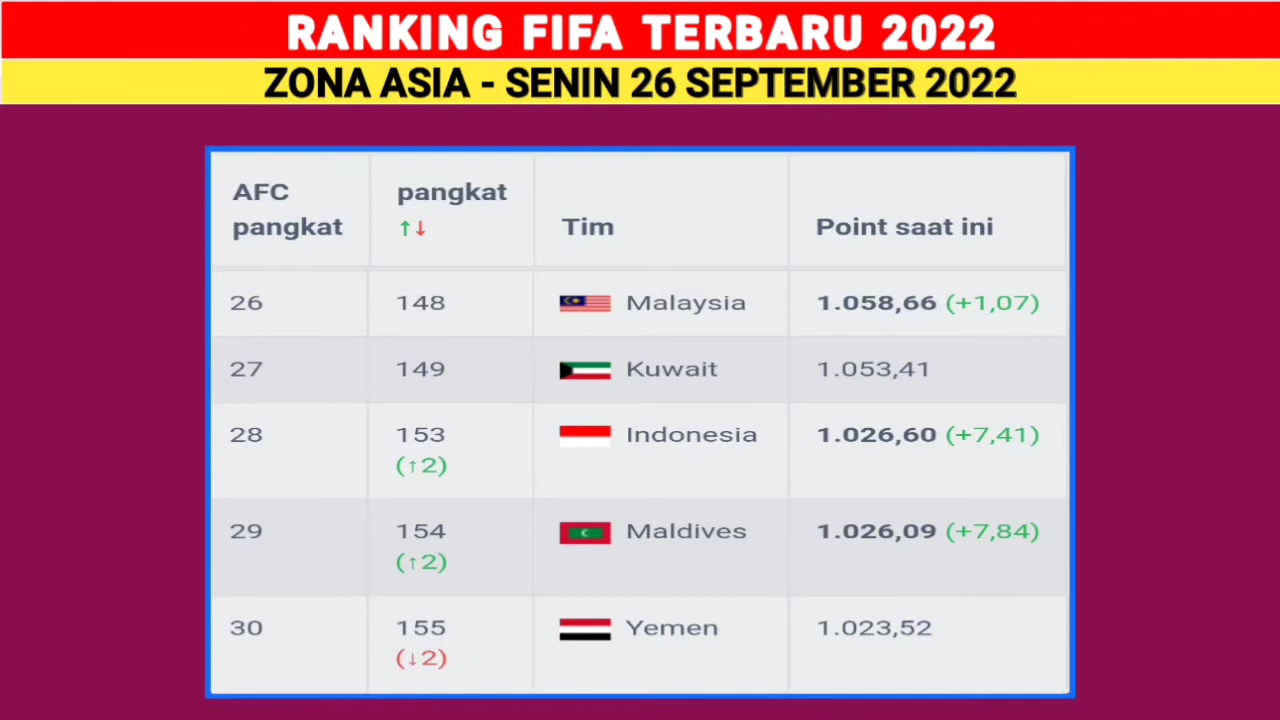 RANKING FIFA TERBARU 2022
ZONA ASIA - SENIN 26 SEPTEMBER 2022
AFC pangkat
pangkat ↑↓
Tim
Point saat ini
26 148 Malaysia 1.058,66 (+1,07)
27 149 Kuwait 1.053,41
28 153 Indonesia 1.026,60 (+7,41)
(↑2)
29 154 Maldives 1.026,09 (+7,84)
(↑2)
30 155 Yemen 1.023,52
(↓2)